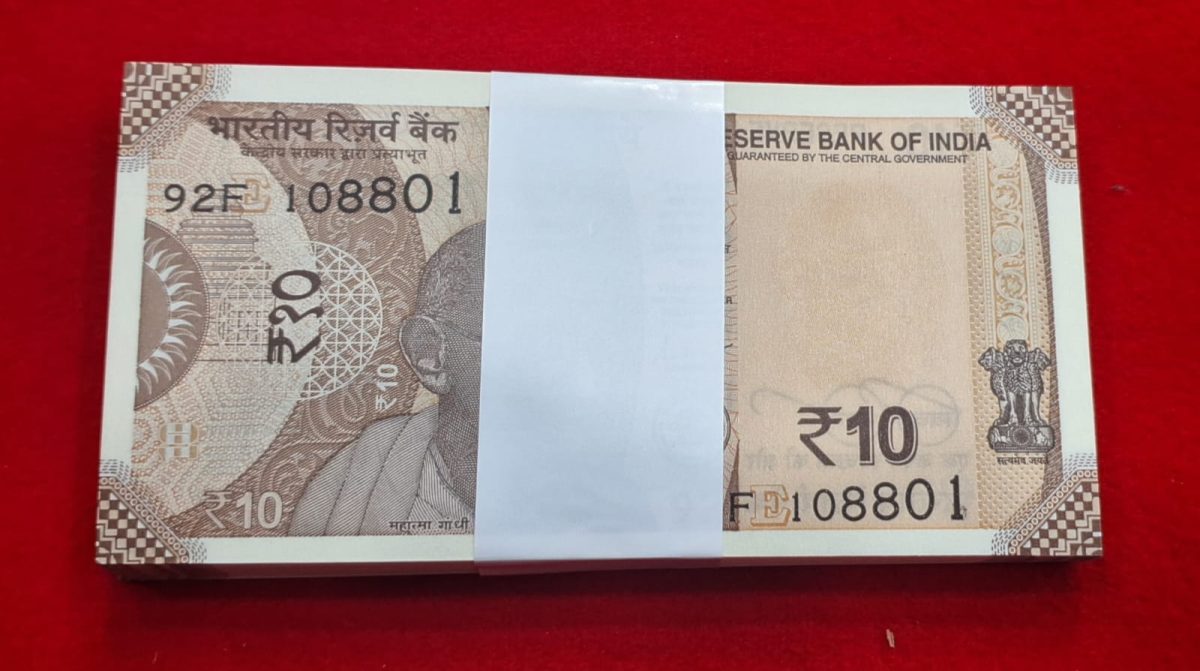 भारतीय रिज़र्व बैंक
केन्द्रीय सरकार द्वारा प्रत्याभूत
92F 108801
₹१०
₹10
₹10
महात्मा गाधी
ESERVE BANK OF INDIA
GUARANTEED BY THE CENTRAL GOVERNMENT
₹10
सत्यमेव जयते
F E 108801